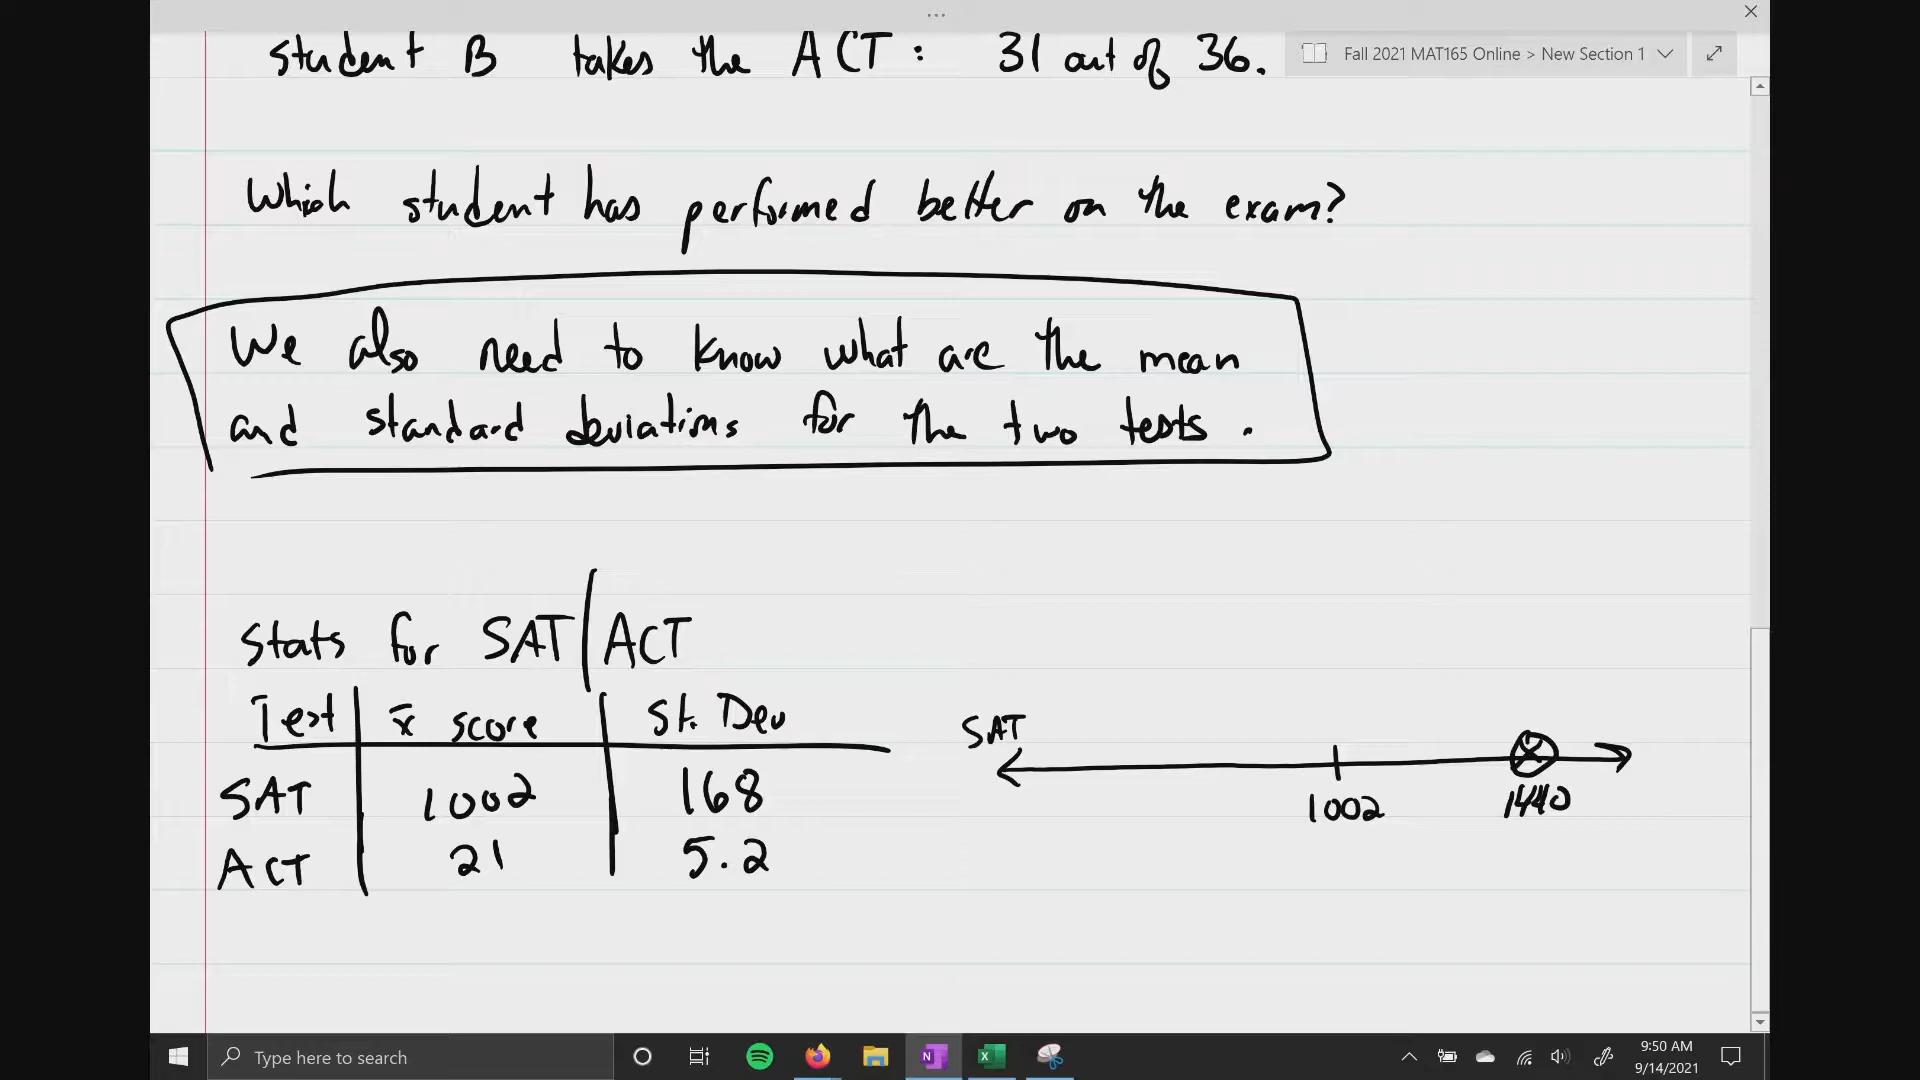 student B takes the ACT: 31 out of 36.
Fall 2021 MAT165 Online > New Section 1
Which student has performed better on the exam?
We also need to know what are the mean
and standard deviations for the two tests.
Stats for SAT/ACT
Test x̄ score St. Dev
SAT 1002 168
ACT 21 5.2
SAT
1002 1440
Type here to search
9:50 AM
9/14/2021